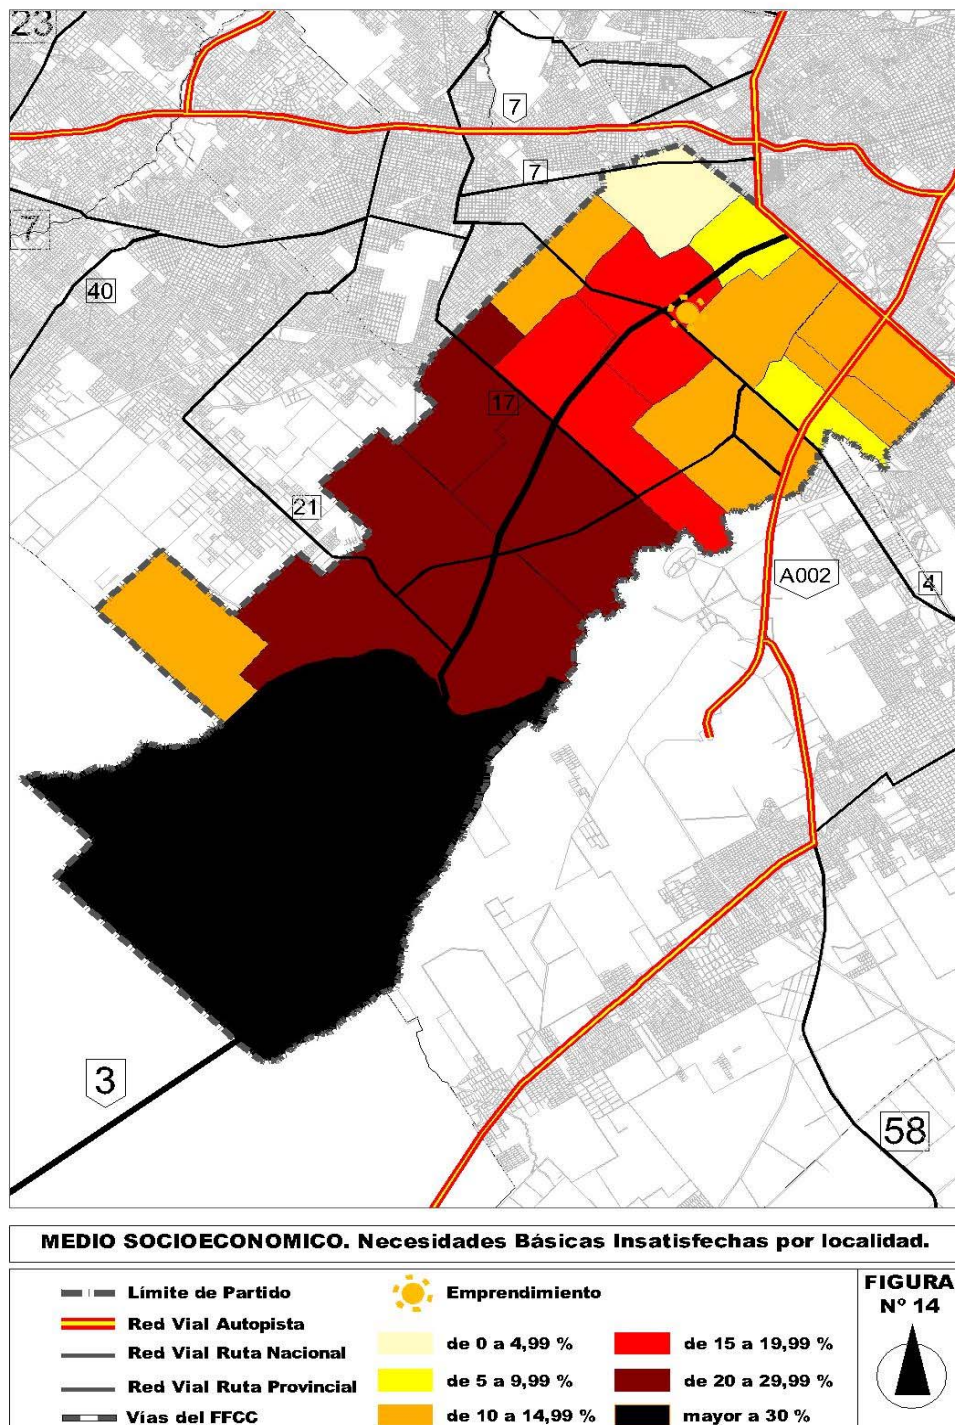 23
7
7
7
40
17
21
A002
4
3
58
MEDIO SOCIOECONOMICO. Necesidades Básicas Insatisfechas por localidad.
Límite de Partido
Red Vial Autopista
Red Vial Ruta Nacional
Red Vial Ruta Provincial
Vías del FFCC
Emprendimiento
de 0 a 4,99 %
de 5 a 9,99 %
de 10 a 14,99 %
de 15 a 19,99 %
de 20 a 29,99 %
mayor a 30 %
FIGURA
Nº 14